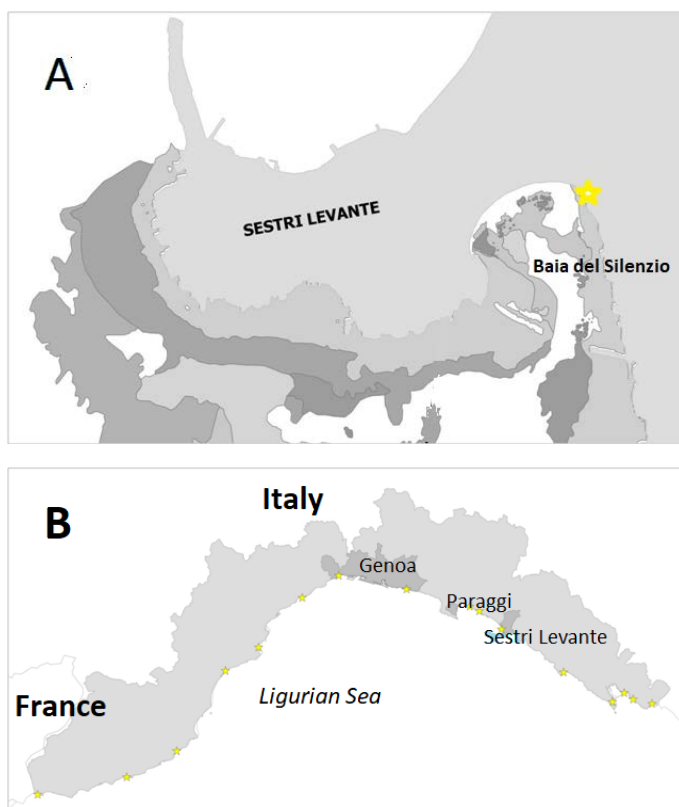 A
SESTRI LEVANTE
Baia del Silenzio
B
Italy
Genoa
Paraggi
Sestri Levante
Ligurian Sea
France